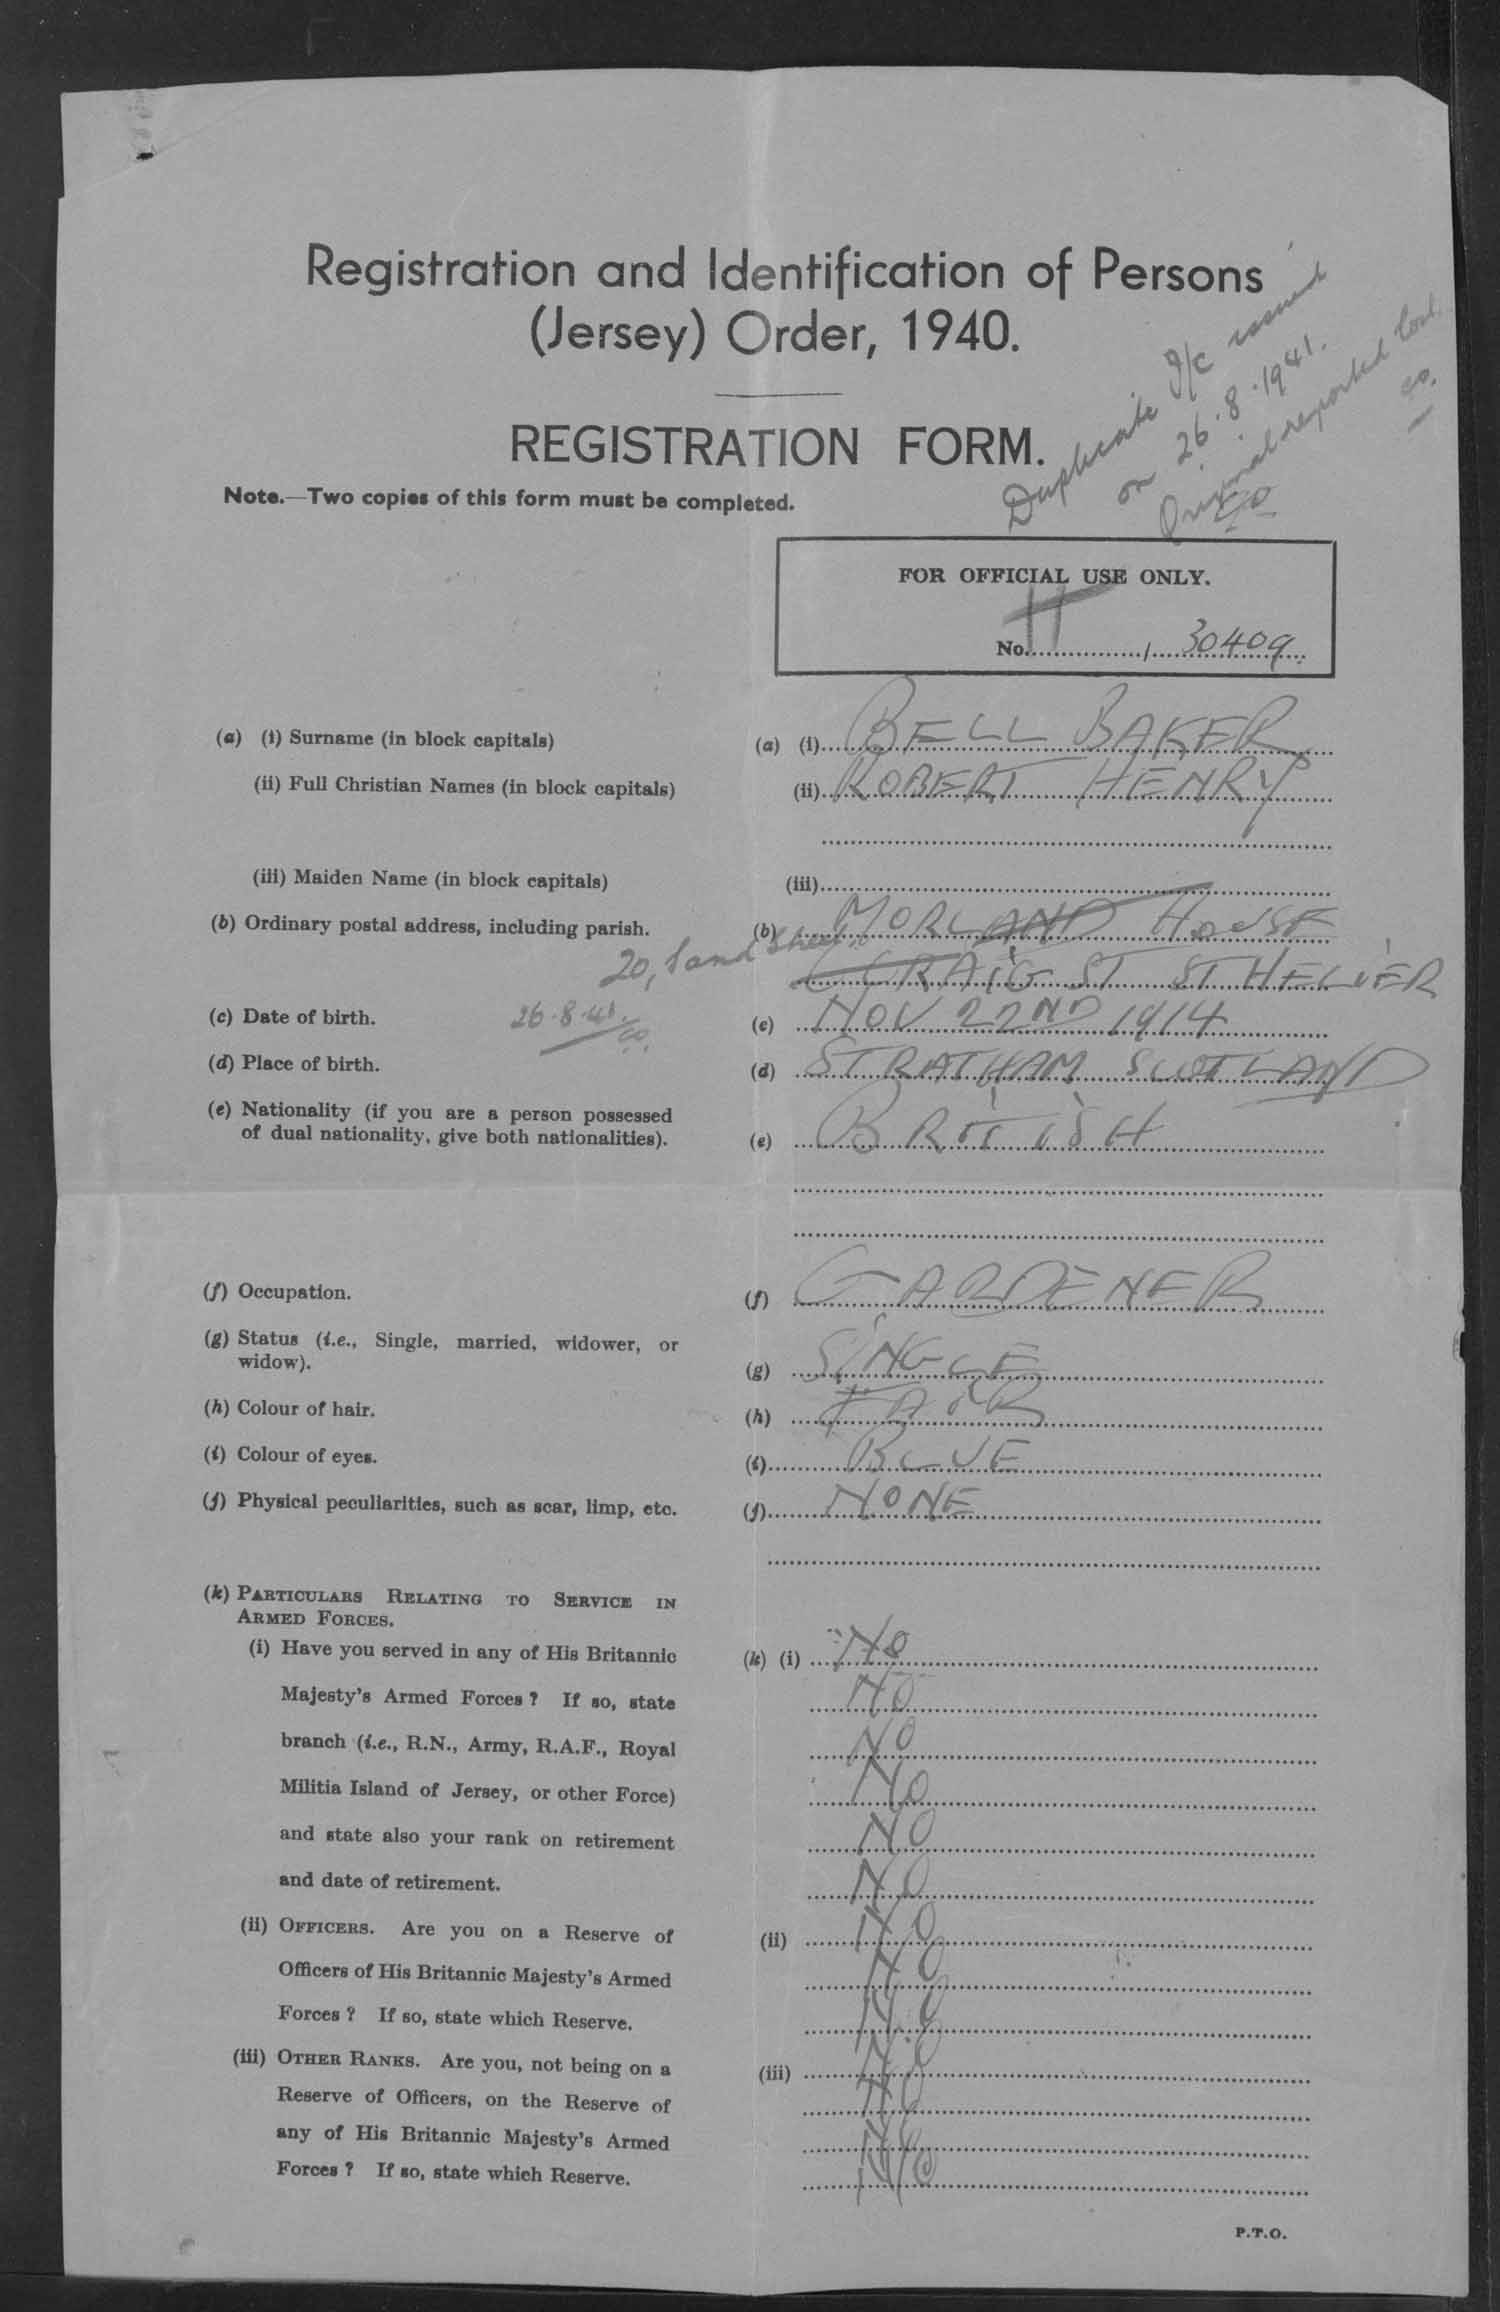 Registration and Identification of Persons
(Jersey) Order, 1940.
Duplicate I/c issued
on 26.8.1941.
Original reported lost.
REGISTRATION FORM.
Note.—Two copies of this form must be completed.
FOR OFFICIAL USE ONLY.
No. H / 30409.
(a) (i) Surname (in block capitals) (a) (i) BELL BAKER
(ii) Full Christian Names (in block capitals) (ii) ROBERT HENRY
(iii) Maiden Name (in block capitals) (iii)
(b) Ordinary postal address, including parish. (b) MORLAND HOUSE
20, Sand Street
CRAIG ST ST HELIER
(c) Date of birth. 26.8.41. (c) NOV 22ND 1914
(d) Place of birth. (d) STRATHAM SCOTLAND
(e) Nationality (if you are a person possessed
of dual nationality, give both nationalities). (e) BRITISH
(f) Occupation. (f) GARDENER
(g) Status (i.e., Single, married, widower, or
widow). (g) SINGLE
(h) Colour of hair. (h) FAIR
(i) Colour of eyes. (i) BLUE
(j) Physical peculiarities, such as scar, limp, etc. (j) NONE
(k) PARTICULARS RELATING TO SERVICE IN
ARMED FORCES.
(i) Have you served in any of His Britannic (k) (i) No
Majesty's Armed Forces? If so, state No
branch (i.e., R.N., Army, R.A.F., Royal NO
Militia Island of Jersey, or other Force) No
and state also your rank on retirement NO
and date of retirement. NO
(ii) OFFICERS. Are you on a Reserve of (ii) NO
Officers of His Britannic Majesty's Armed NO
Forces? If so, state which Reserve. NO
(iii) OTHER RANKS. Are you, not being on a (iii) NO
Reserve of Officers, on the Reserve of NO
any of His Britannic Majesty's Armed NO
Forces? If so, state which Reserve. No
P.T.O.